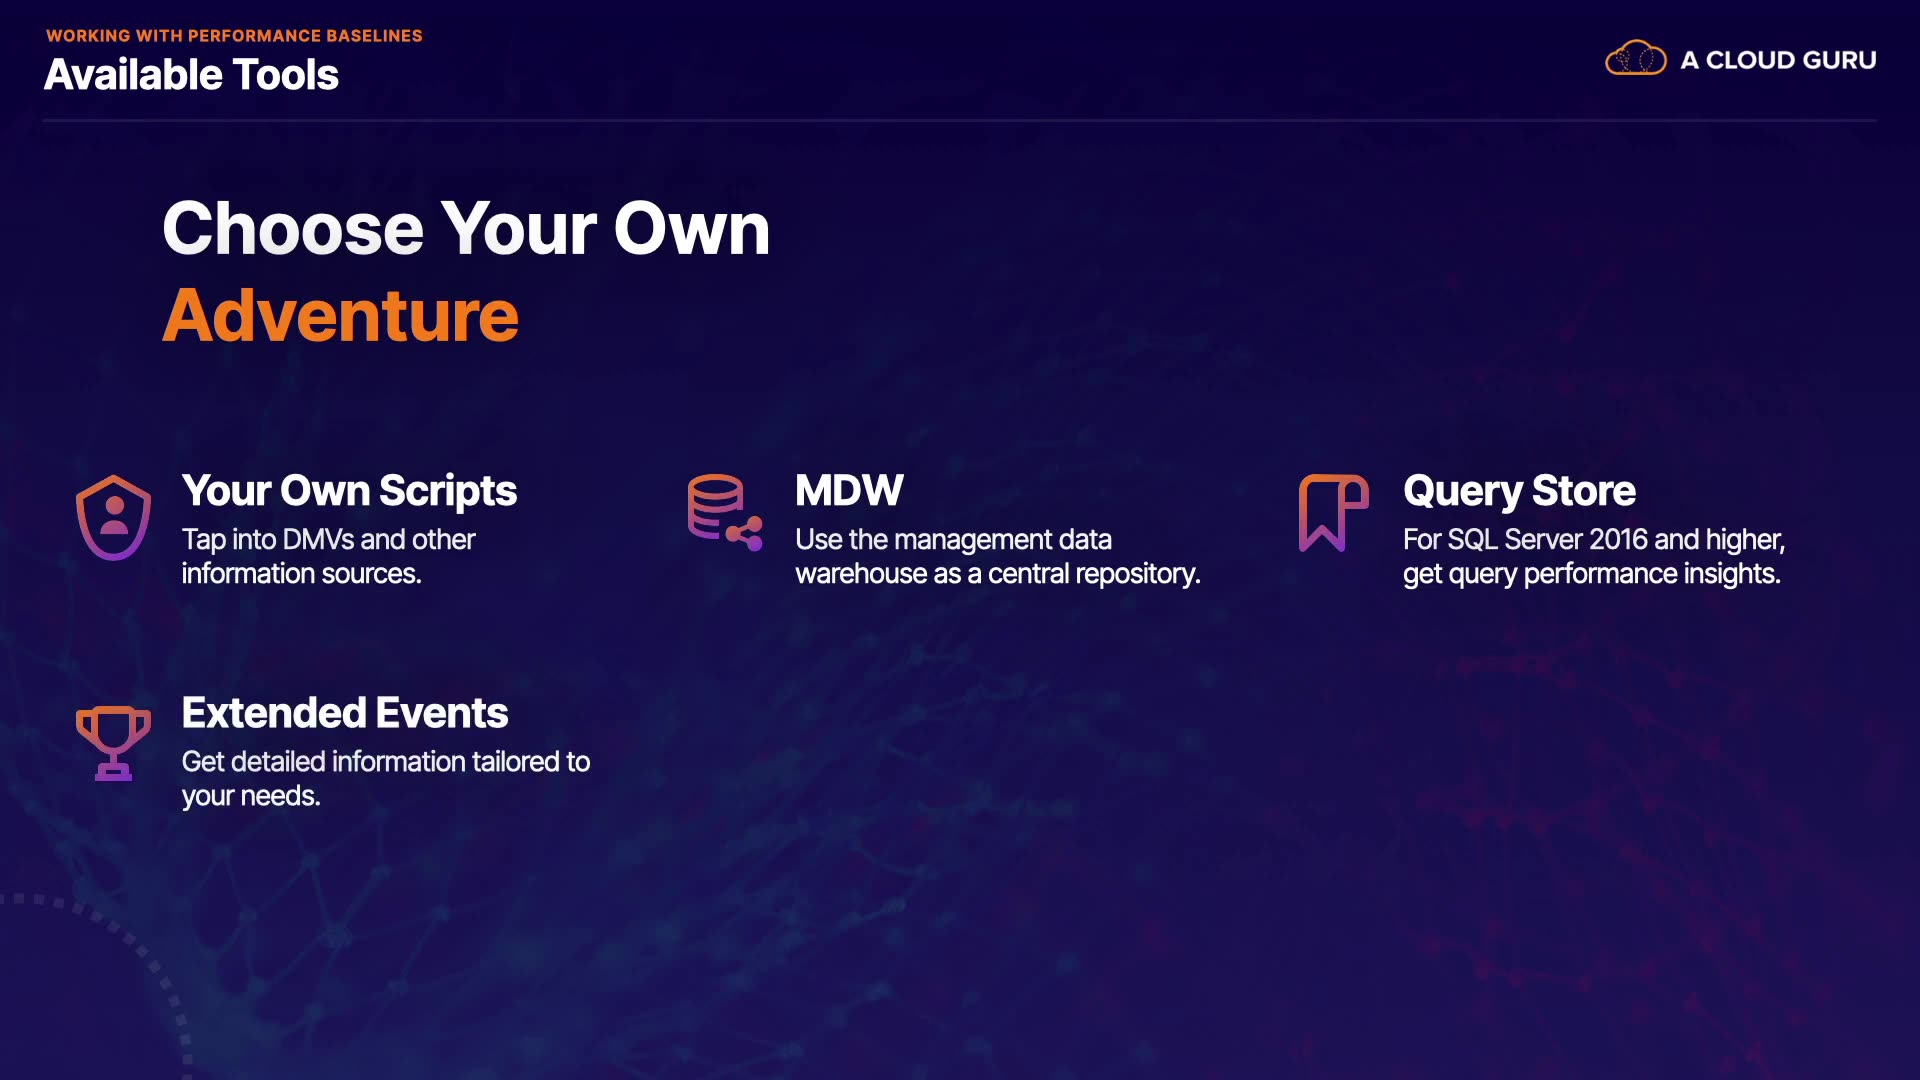 WORKING WITH PERFORMANCE BASELINES
Available Tools
A CLOUD GURU
Choose Your Own
Adventure
Your Own Scripts
Tap into DMVs and other
information sources.
MDW
Use the management data
warehouse as a central repository.
Query Store
For SQL Server 2016 and higher,
get query performance insights.
Extended Events
Get detailed information tailored to
your needs.